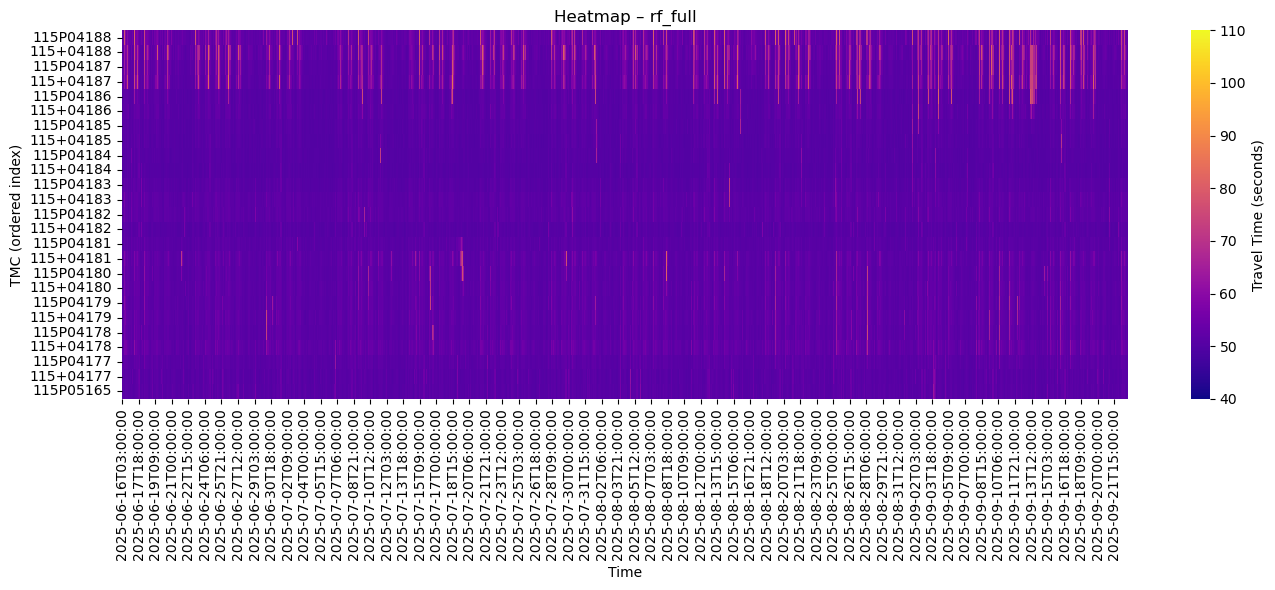 Heatmap – rf_full
115P04188
115+04188
115P04187
115+04187
115P04186
115+04186
115P04185
115+04185
115P04184
115+04184
115P04183
115+04183
115P04182
115+04182
115P04181
115+04181
115P04180
115+04180
115P04179
115+04179
115P04178
115+04178
115P04177
115+04177
115P05165
TMC (ordered index)
2025-06-16T03:00:00
2025-06-17T18:00:00
2025-06-19T09:00:00
2025-06-21T00:00:00
2025-06-22T15:00:00
2025-06-24T06:00:00
2025-06-25T21:00:00
2025-06-27T12:00:00
2025-06-29T03:00:00
2025-06-30T18:00:00
2025-07-02T09:00:00
2025-07-04T00:00:00
2025-07-05T15:00:00
2025-07-07T06:00:00
2025-07-08T21:00:00
2025-07-10T12:00:00
2025-07-12T03:00:00
2025-07-13T18:00:00
2025-07-15T09:00:00
2025-07-17T00:00:00
2025-07-18T15:00:00
2025-07-20T06:00:00
2025-07-21T21:00:00
2025-07-23T12:00:00
2025-07-25T03:00:00
2025-07-26T18:00:00
2025-07-28T09:00:00
2025-07-30T00:00:00
2025-07-31T15:00:00
2025-08-02T06:00:00
2025-08-03T21:00:00
2025-08-05T12:00:00
2025-08-07T03:00:00
2025-08-08T18:00:00
2025-08-10T09:00:00
2025-08-12T00:00:00
2025-08-13T15:00:00
2025-08-15T06:00:00
2025-08-16T21:00:00
2025-08-18T12:00:00
2025-08-20T03:00:00
2025-08-21T18:00:00
2025-08-23T09:00:00
2025-08-25T00:00:00
2025-08-26T15:00:00
2025-08-28T06:00:00
2025-08-29T21:00:00
2025-08-31T12:00:00
2025-09-02T03:00:00
2025-09-03T18:00:00
2025-09-05T09:00:00
2025-09-07T00:00:00
2025-09-08T15:00:00
2025-09-10T06:00:00
2025-09-11T21:00:00
2025-09-13T12:00:00
2025-09-15T03:00:00
2025-09-16T18:00:00
2025-09-18T09:00:00
2025-09-20T00:00:00
2025-09-21T15:00:00
Time
110
100
90
80
70
60
50
40
Travel Time (seconds)